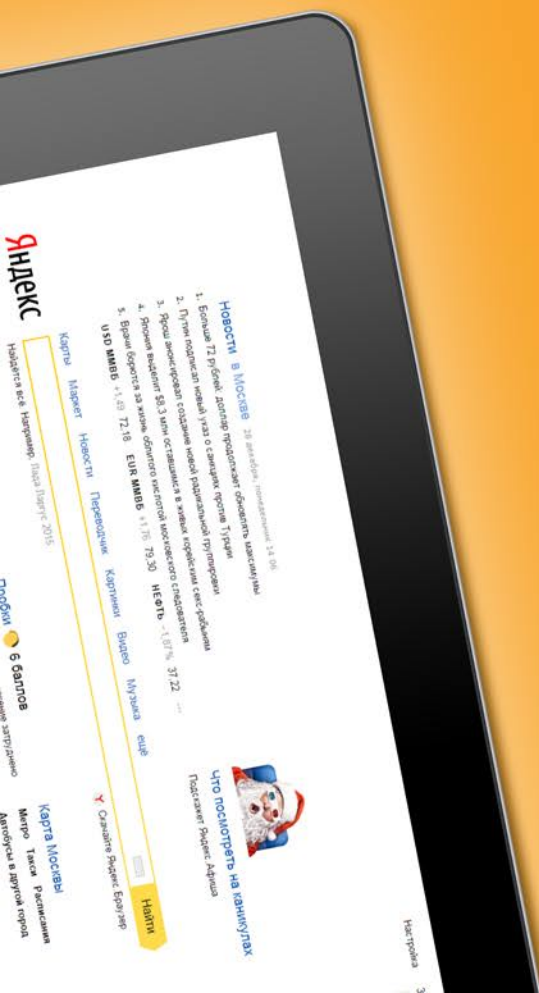 Настройка
Новости в Москве 28 декабря, понедельник 14 06
1. Больше 72 рублей: доллар продолжает обновлять максимумы
2. Путин подписал новый указ о санкциях против Турции
3. Ярош анонсировал создание новой радикальной группировки
4. Япония выделит $8,3 млн оставшимся в живых корейским секс-рабыням
5. Врачи борются за жизнь облитого кислотой московского следователя
USD ММВБ +1,49 72,18 EUR ММВБ +1,76 79,30 НЕФТЬ -1,87% 37,22 ...
Что посмотреть на каникулах
Подскажет Яндекс.Афиша
Карты Маркет Новости Переводчик Картинки Видео Музыка ещё
Яндекс
Найти
Найдётся всё. Например, Лада Ларгус 2015
Y Скачайте Яндекс.Браузер
Пробки 6 баллов
затруднено
Карта Москвы
Метро Такси Расписания
Автобусы в другой город